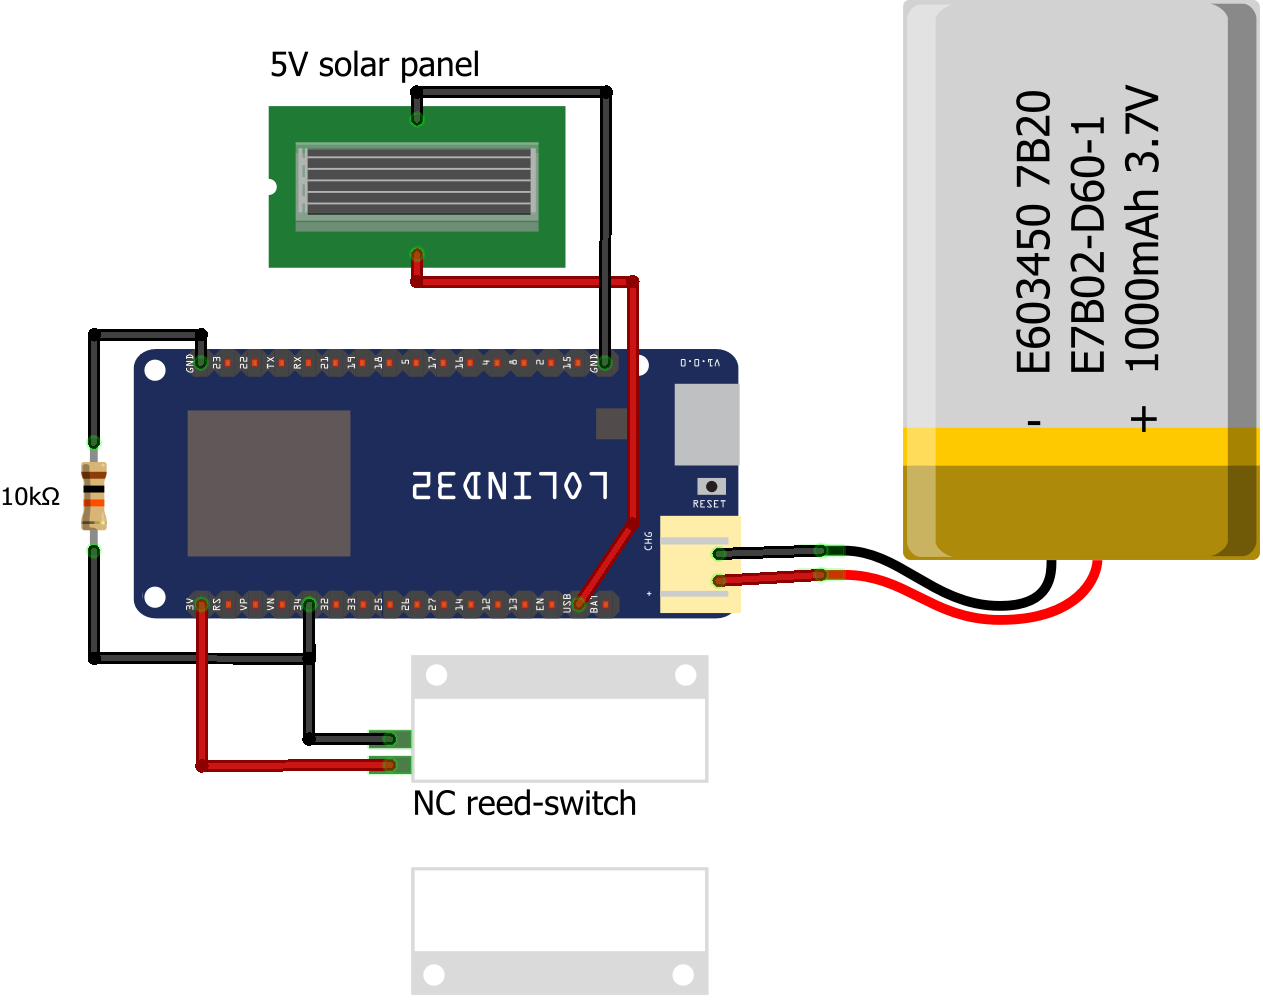 5V solar panel
E603450 7B20
E7B02-D60-1
1000mAh 3.7V
- +
GND 23 22 TX RX 21 19 18 5 17 16 4 0 2 15 GND
V1.0.0
LOLIND32
RESET
10kΩ
CHG
+
3V RS VP VN 34 32 33 25 26 27 14 12 13 EN USB BAT
NC reed-switch